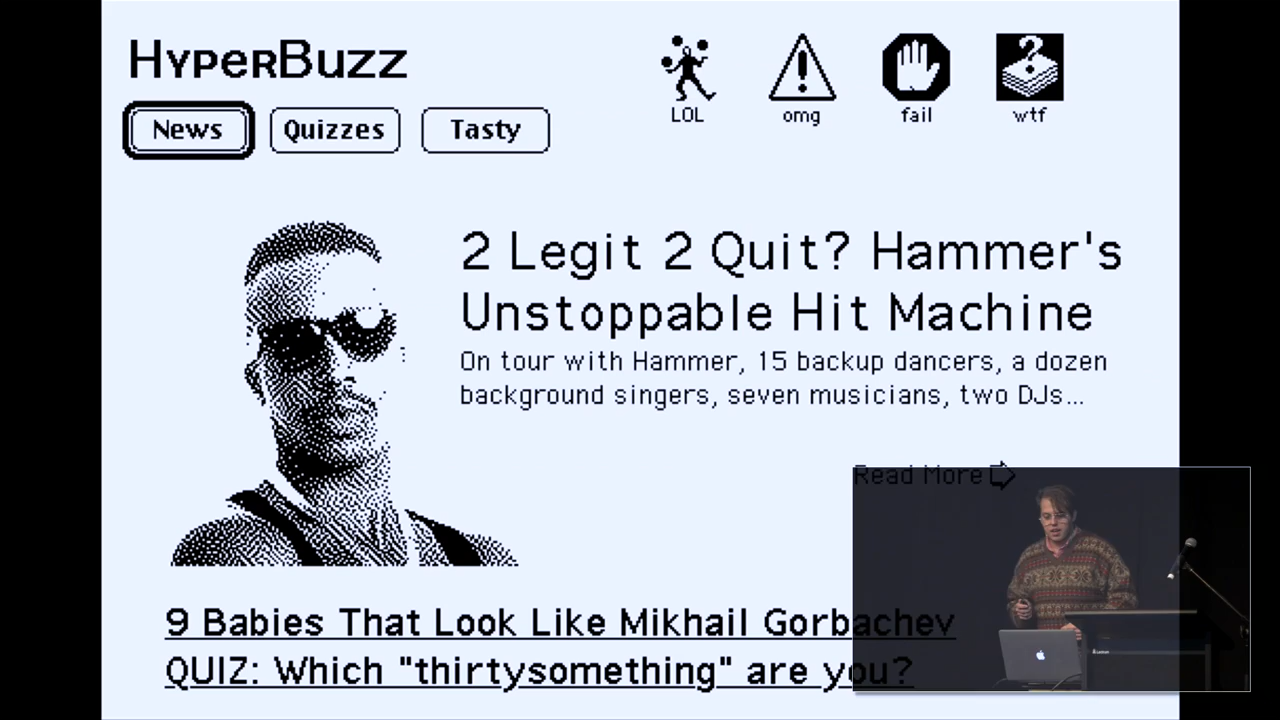 HyperBuzz
LOL
omg
fail
wtf
News
Quizzes
Tasty
2 Legit 2 Quit? Hammer's
Unstoppable Hit Machine
On tour with Hammer, 15 backup dancers, a dozen
background singers, seven musicians, two DJs...
Read More
9 Babies That Look Like Mikhail Gorbachev
QUIZ: Which "thirtysomething" are you?